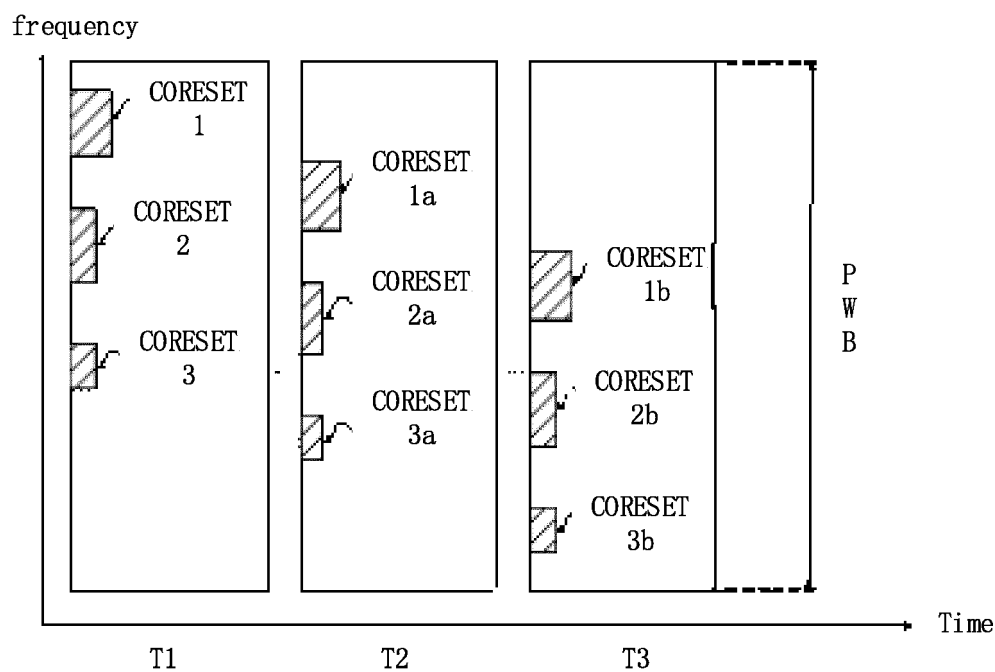 frequency
CORESET
1
CORESET
2
CORESET
3
CORESET
1a
CORESET
2a
CORESET
3a
CORESET
1b
CORESET
2b
CORESET
3b
P
W
B
Time
T1
T2
T3